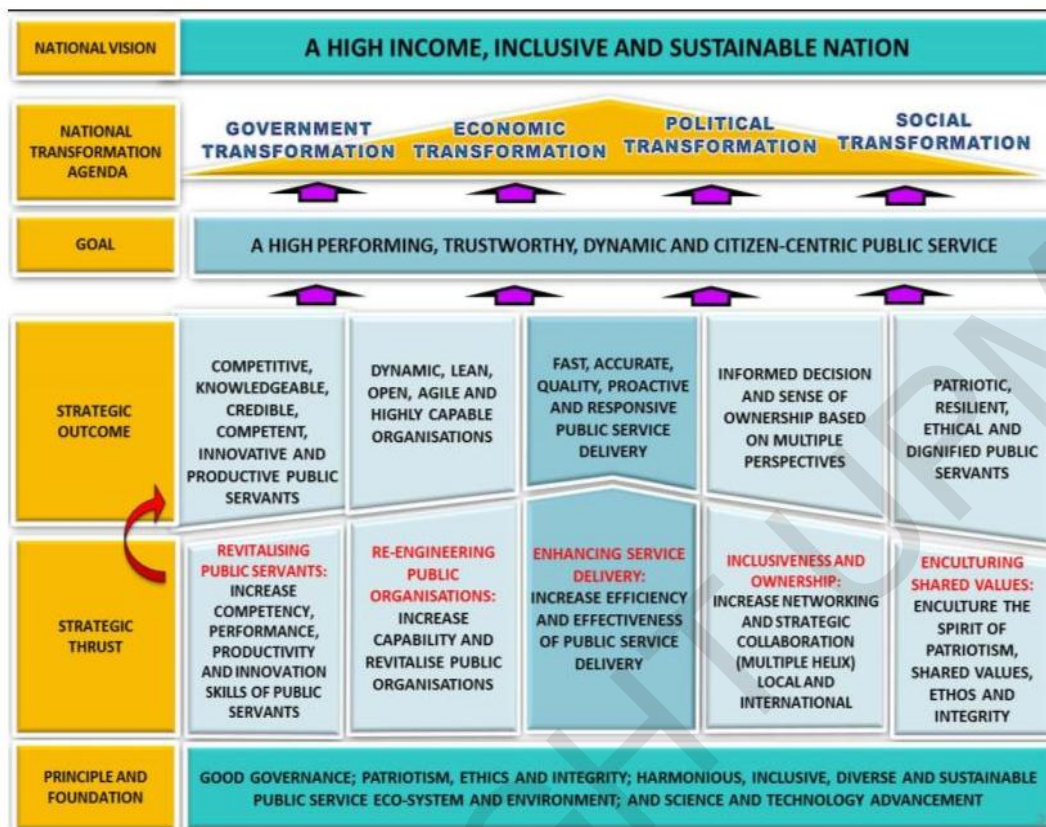 NATIONAL VISION
A HIGH INCOME, INCLUSIVE AND SUSTAINABLE NATION
NATIONAL
TRANSFORMATION
AGENDA
GOVERNMENT
TRANSFORMATION
ECONOMIC
TRANSFORMATION
POLITICAL
TRANSFORMATION
SOCIAL
TRANSFORMATION
GOAL
A HIGH PERFORMING, TRUSTWORTHY, DYNAMIC AND CITIZEN-CENTRIC PUBLIC SERVICE
STRATEGIC
OUTCOME
COMPETITIVE,
KNOWLEDGEABLE,
CREDIBLE,
COMPETENT,
INNOVATIVE AND
PRODUCTIVE PUBLIC
SERVANTS
DYNAMIC, LEAN,
OPEN, AGILE AND
HIGHLY CAPABLE
ORGANISATIONS
FAST, ACCURATE,
QUALITY, PROACTIVE
AND RESPONSIVE
PUBLIC SERVICE
DELIVERY
INFORMED DECISION
AND SENSE OF
OWNERSHIP BASED
ON MULTIPLE
PERSPECTIVES
PATRIOTIC,
RESILIENT,
ETHICAL AND
DIGNIFIED PUBLIC
SERVANTS
STRATEGIC
THRUST
REVITALISING
PUBLIC SERVANTS:
INCREASE
COMPETENCY,
PERFORMANCE,
PRODUCTIVITY
AND INNOVATION
SKILLS OF PUBLIC
SERVANTS
RE-ENGINEERING
PUBLIC
ORGANISATIONS:
INCREASE
CAPABILITY AND
REVITALISE PUBLIC
ORGANISATIONS
ENHANCING SERVICE
DELIVERY:
INCREASE EFFICIENCY
AND EFFECTIVENESS
OF PUBLIC SERVICE
DELIVERY
INCLUSIVENESS AND
OWNERSHIP:
INCREASE NETWORKING
AND STRATEGIC
COLLABORATION
(MULTIPLE HELIX)
LOCAL AND
INTERNATIONAL
ENCULTURING
SHARED VALUES:
ENCULTURE THE
SPIRIT OF
PATRIOTISM,
SHARED VALUES,
ETHOS AND
INTEGRITY
PRINCIPLE AND
FOUNDATION
GOOD GOVERNANCE; PATRIOTISM, ETHICS AND INTEGRITY; HARMONIOUS, INCLUSIVE, DIVERSE AND SUSTAINABLE
PUBLIC SERVICE ECO-SYSTEM AND ENVIRONMENT; AND SCIENCE AND TECHNOLOGY ADVANCEMENT